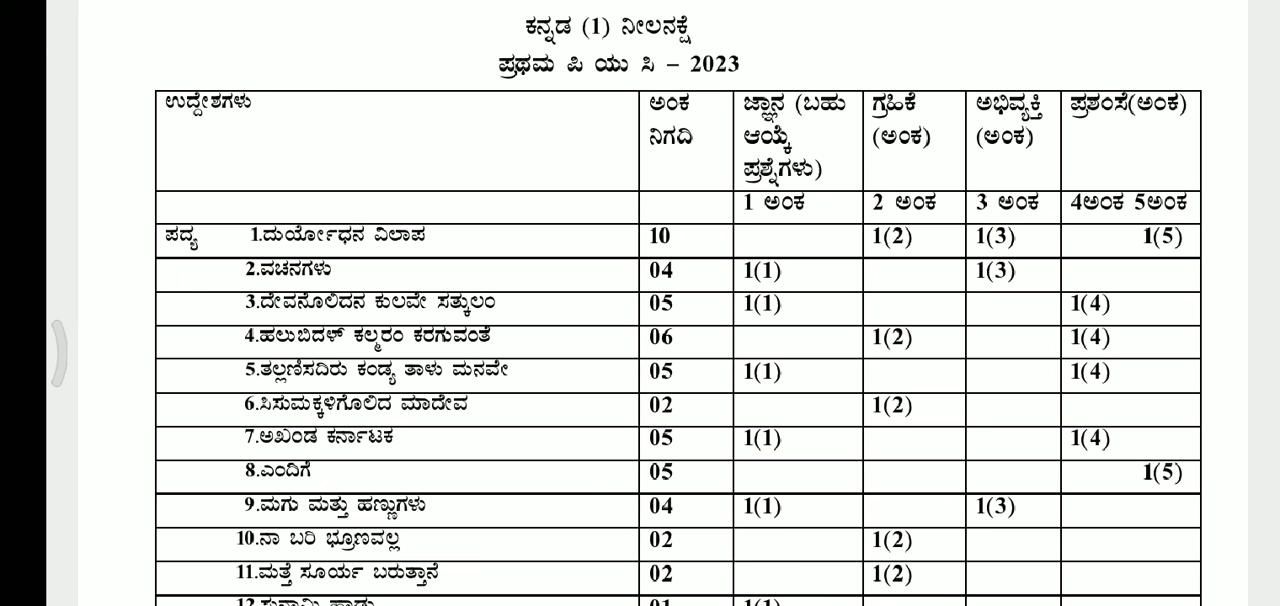 ಕನ್ನಡ (1) ನೀಲನಕ್ಷೆ
ಪ್ರಥಮ ಪಿ ಯು ಸಿ – 2023
ಉದ್ದೇಶಗಳು ಅಂಕ ನಿಗದಿ ಜ್ಞಾನ (ಬಹು ಆಯ್ಕೆ ಪ್ರಶ್ನೆಗಳು) ಗ್ರಹಿಕೆ (ಅಂಕ) ಅಭಿವ್ಯಕ್ತಿ (ಅಂಕ) ಪ್ರಶಂಸೆ(ಅಂಕ)
1 ಅಂಕ 2 ಅಂಕ 3 ಅಂಕ 4ಅಂಕ 5ಅಂಕ
ಪದ್ಯ 1.ದುರ್ಯೋಧನ ವಿಲಾಪ 10 1(2) 1(3) 1(5)
2.ವಚನಗಳು 04 1(1) 1(3)
3.ದೇವನೊಲಿದನ ಕುಲವೇ ಸತ್ಕುಲಂ 05 1(1) 1(4)
4.ಹಲುಬಿದಳ್ ಕಲ್ಮರಂ ಕರಗುವಂತೆ 06 1(2) 1(4)
5.ತಲ್ಲಣಿಸದಿರು ಕಂಡ್ಯ ತಾಳು ಮನವೇ 05 1(1) 1(4)
6.ಸಿಸುಮಕ್ಕಳಿಗೊಲಿದ ಮಾದೇವ 02 1(2)
7.ಅಖಂಡ ಕರ್ನಾಟಕ 05 1(1) 1(4)
8.ಎಂದಿಗೆ 05 1(5)
9.ಮಗು ಮತ್ತು ಹಣ್ಣುಗಳು 04 1(1) 1(3)
10.ನಾ ಬರಿ ಭ್ರೂಣವಲ್ಲ 02 1(2)
11.ಮತ್ತೆ ಸೂರ್ಯ ಬರುತ್ತಾನೆ 02 1(2)
12.ಸುನಾಮಿ ಹಾಡು 01 1(1)